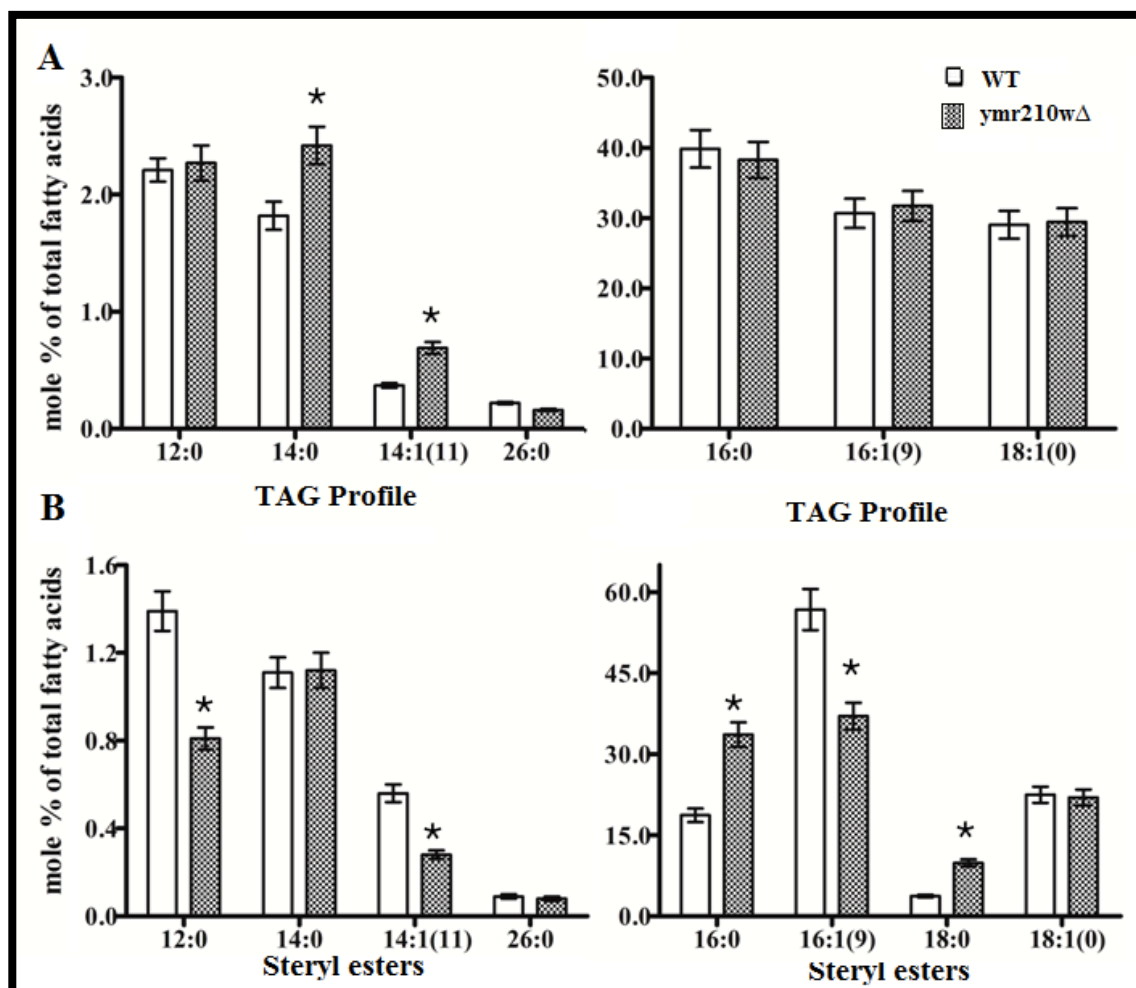 A
mole % of total fatty acids
3.0
2.0
1.0
0.0
12:0 14:0 14:1(11) 26:0
TAG Profile
50.0
40.0
30.0
20.0
10.0
0.0
16:0 16:1(9) 18:1(0)
TAG Profile
WT
ymr210wΔ
* *
B
mole % of total fatty acids
1.6
1.2
0.8
0.4
0.0
* *
12:0 14:0 14:1(11) 26:0
Steryl esters
60.0
45.0
30.0
15.0
0.0
* * *
16:0 16:1(9) 18:0 18:1(0)
Steryl esters